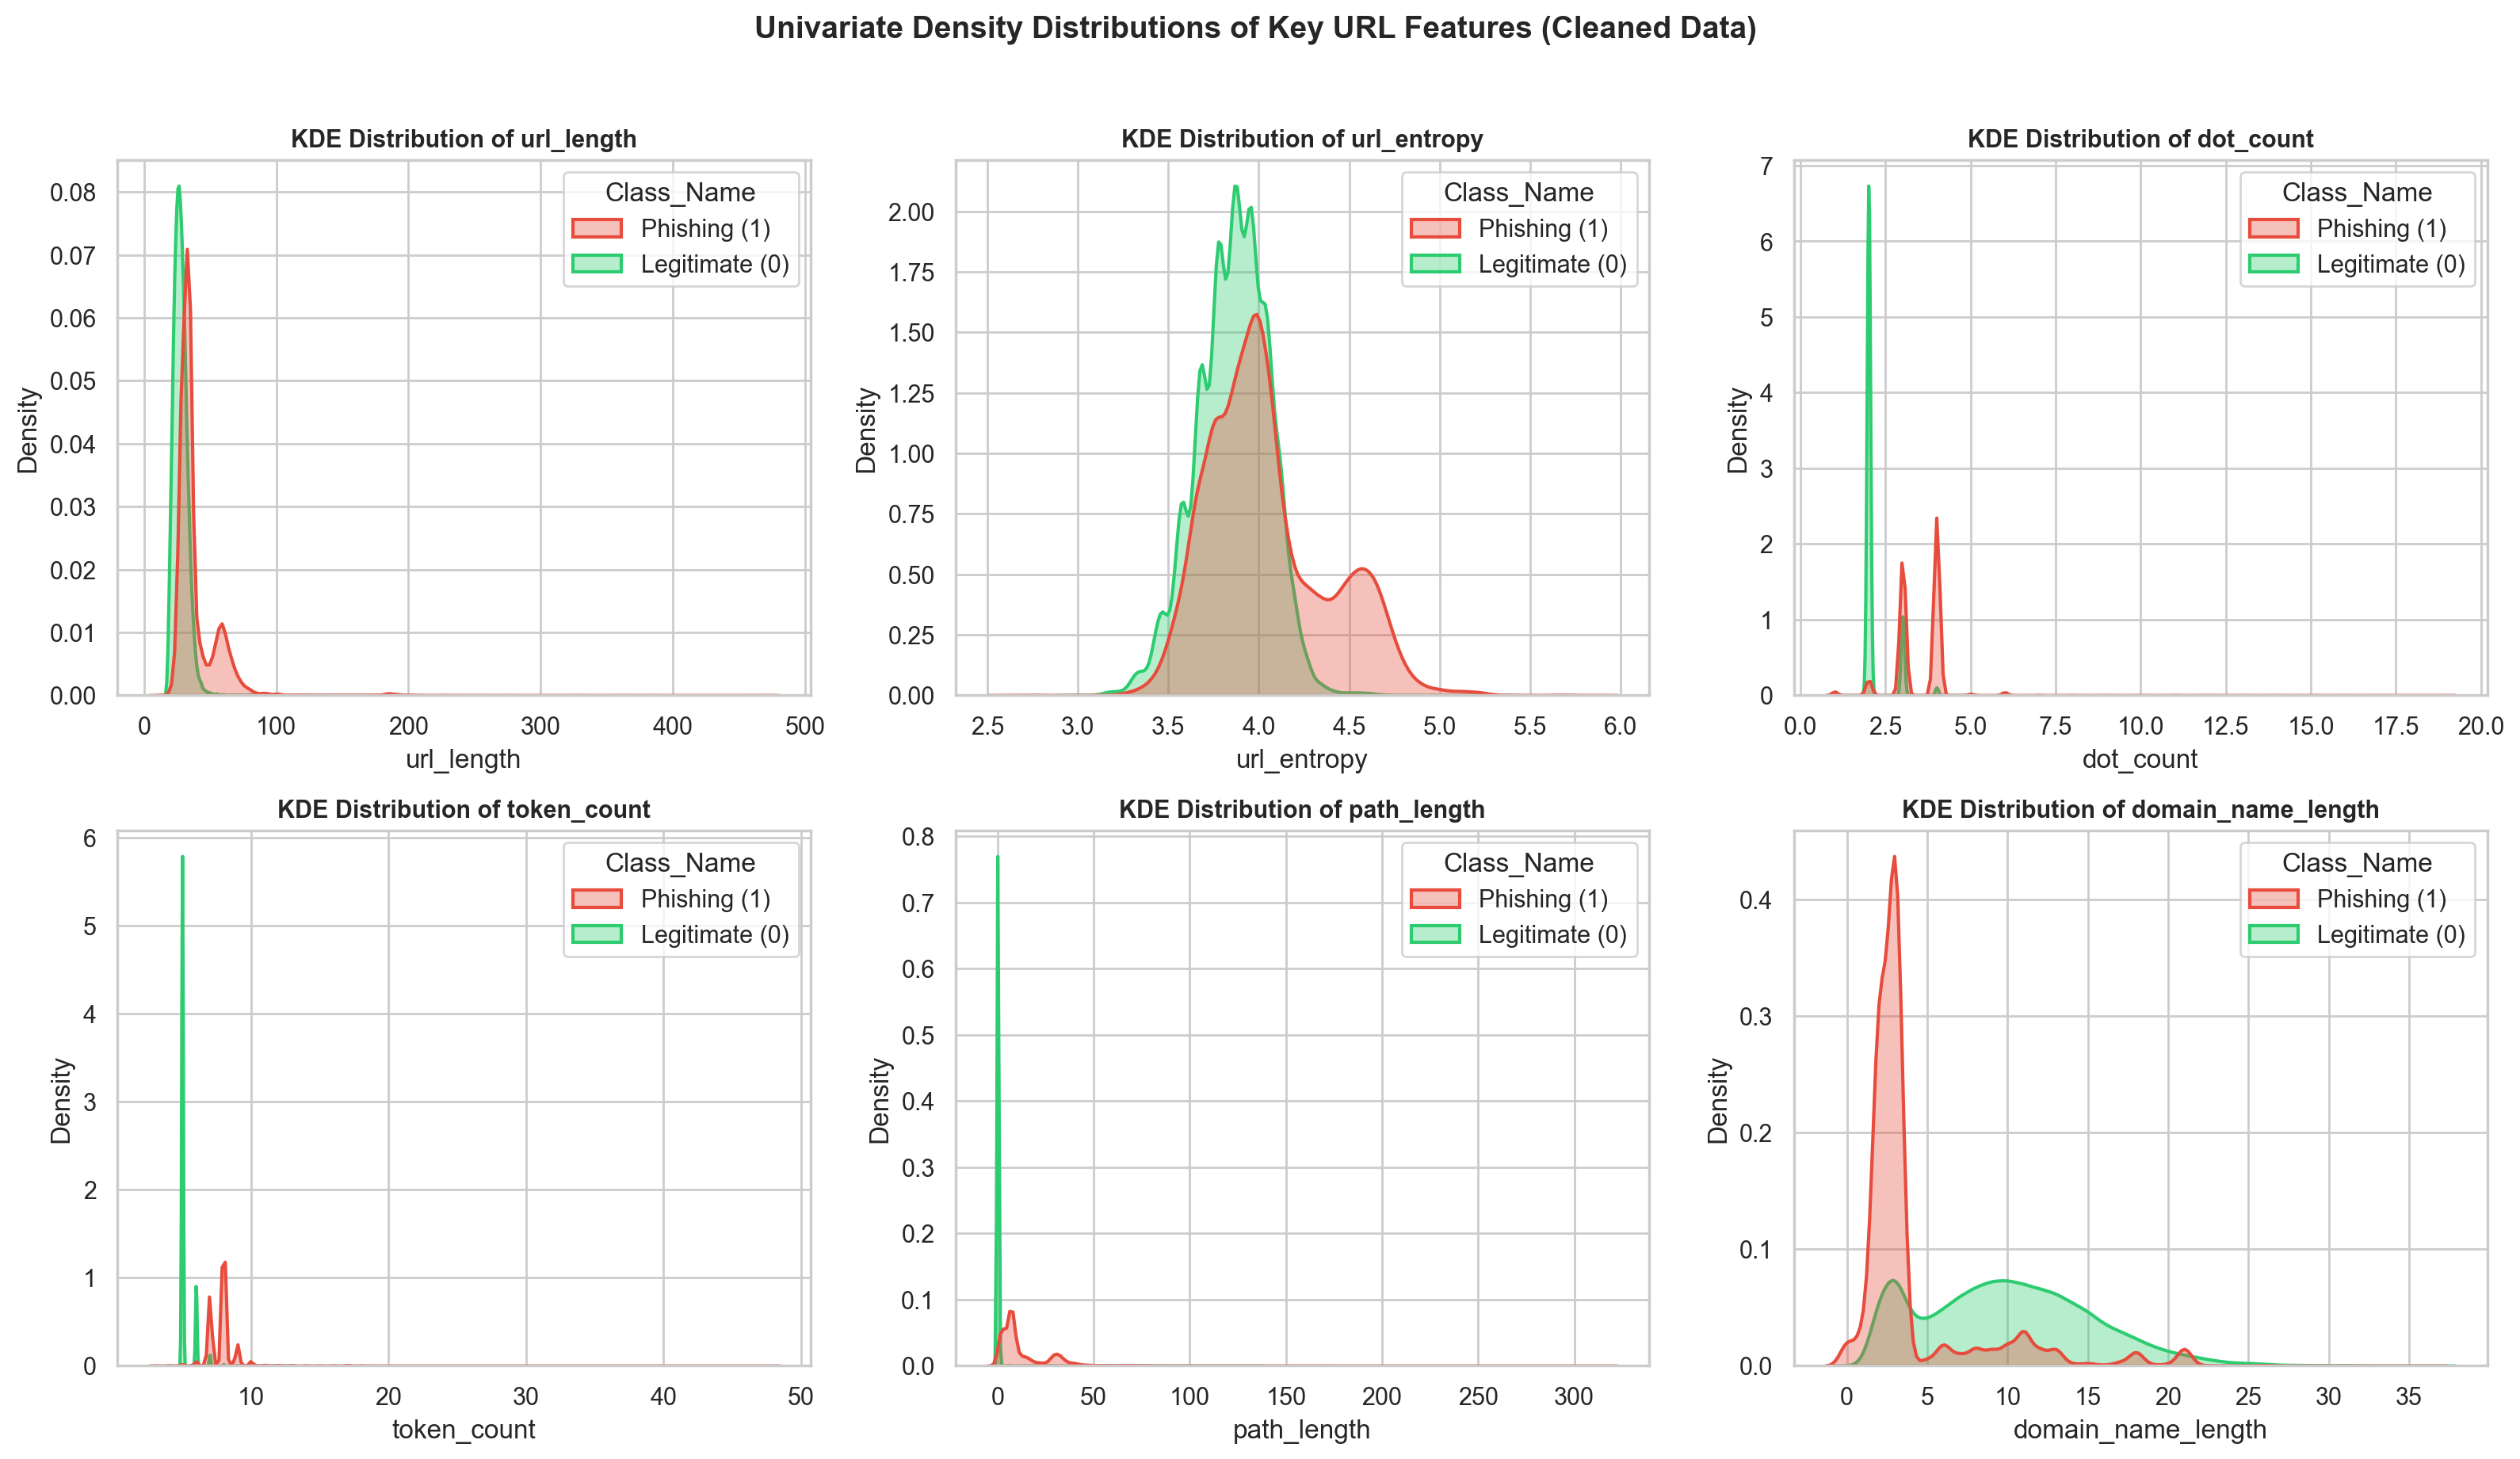 Univariate Density Distributions of Key URL Features (Cleaned Data)
KDE Distribution of url_length
Class_Name
Phishing (1)
Legitimate (0)
0.08
0.07
0.06
0.05
0.04
0.03
0.02
0.01
0.00
Density
0 100 200 300 400 500
url_length
KDE Distribution of url_entropy
Class_Name
Phishing (1)
Legitimate (0)
2.00
1.75
1.50
1.25
1.00
0.75
0.50
0.25
0.00
Density
2.5 3.0 3.5 4.0 4.5 5.0 5.5 6.0
url_entropy
KDE Distribution of dot_count
Class_Name
Phishing (1)
Legitimate (0)
7
6
5
4
3
2
1
0
Density
0.0 2.5 5.0 7.5 10.0 12.5 15.0 17.5 20.0
dot_count
KDE Distribution of token_count
Class_Name
Phishing (1)
Legitimate (0)
6
5
4
3
2
1
0
Density
10 20 30 40 50
token_count
KDE Distribution of path_length
Class_Name
Phishing (1)
Legitimate (0)
0.8
0.7
0.6
0.5
0.4
0.3
0.2
0.1
0.0
Density
0 50 100 150 200 250 300
path_length
KDE Distribution of domain_name_length
Class_Name
Phishing (1)
Legitimate (0)
0.4
0.3
0.2
0.1
0.0
Density
0 5 10 15 20 25 30 35
domain_name_length